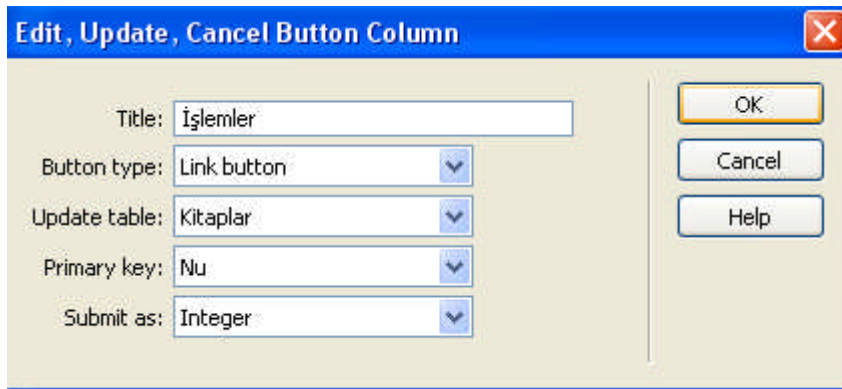 Edit, Update, Cancel Button Column
Title: İşlemler
Button type: Link button
Update table: Kitaplar
Primary key: Nu
Submit as: Integer
OK
Cancel
Help